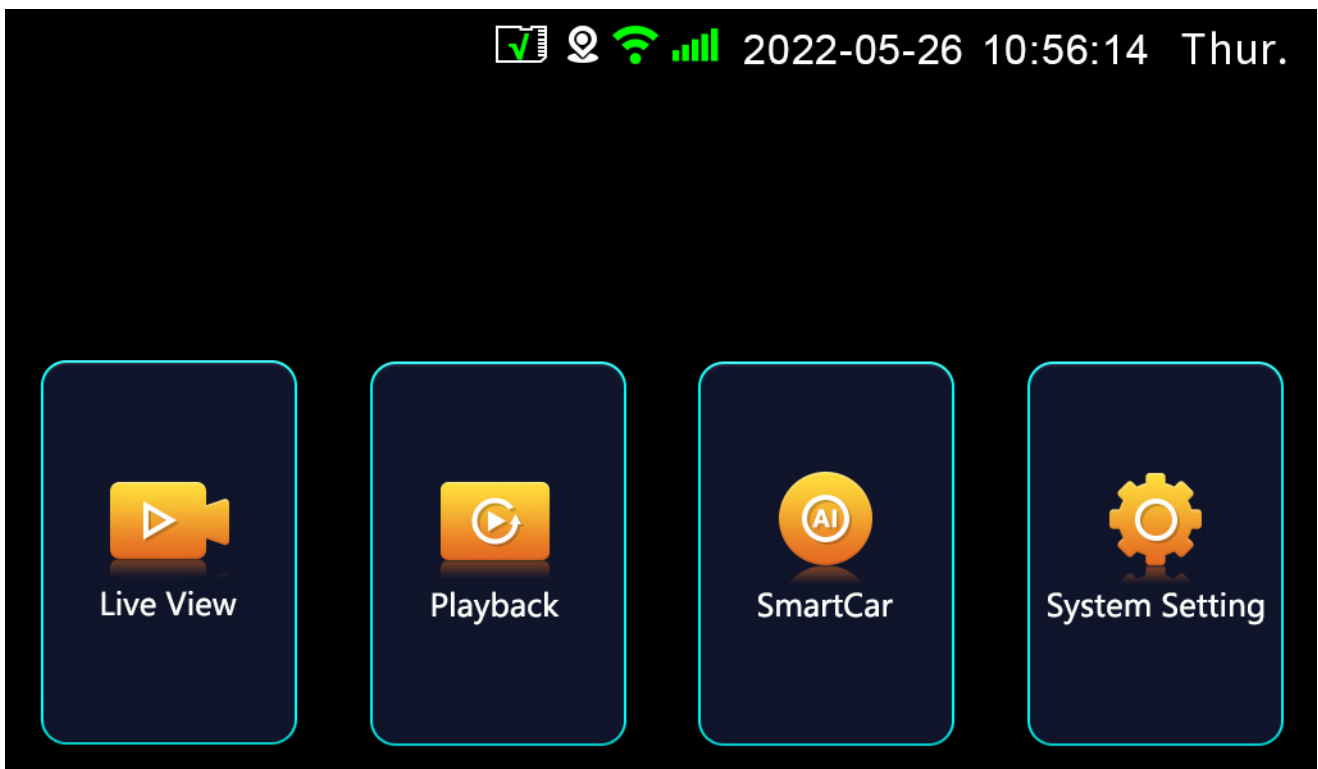 2022-05-26 10:56:14 Thur.
AI
Live View
Playback
SmartCar
System Setting